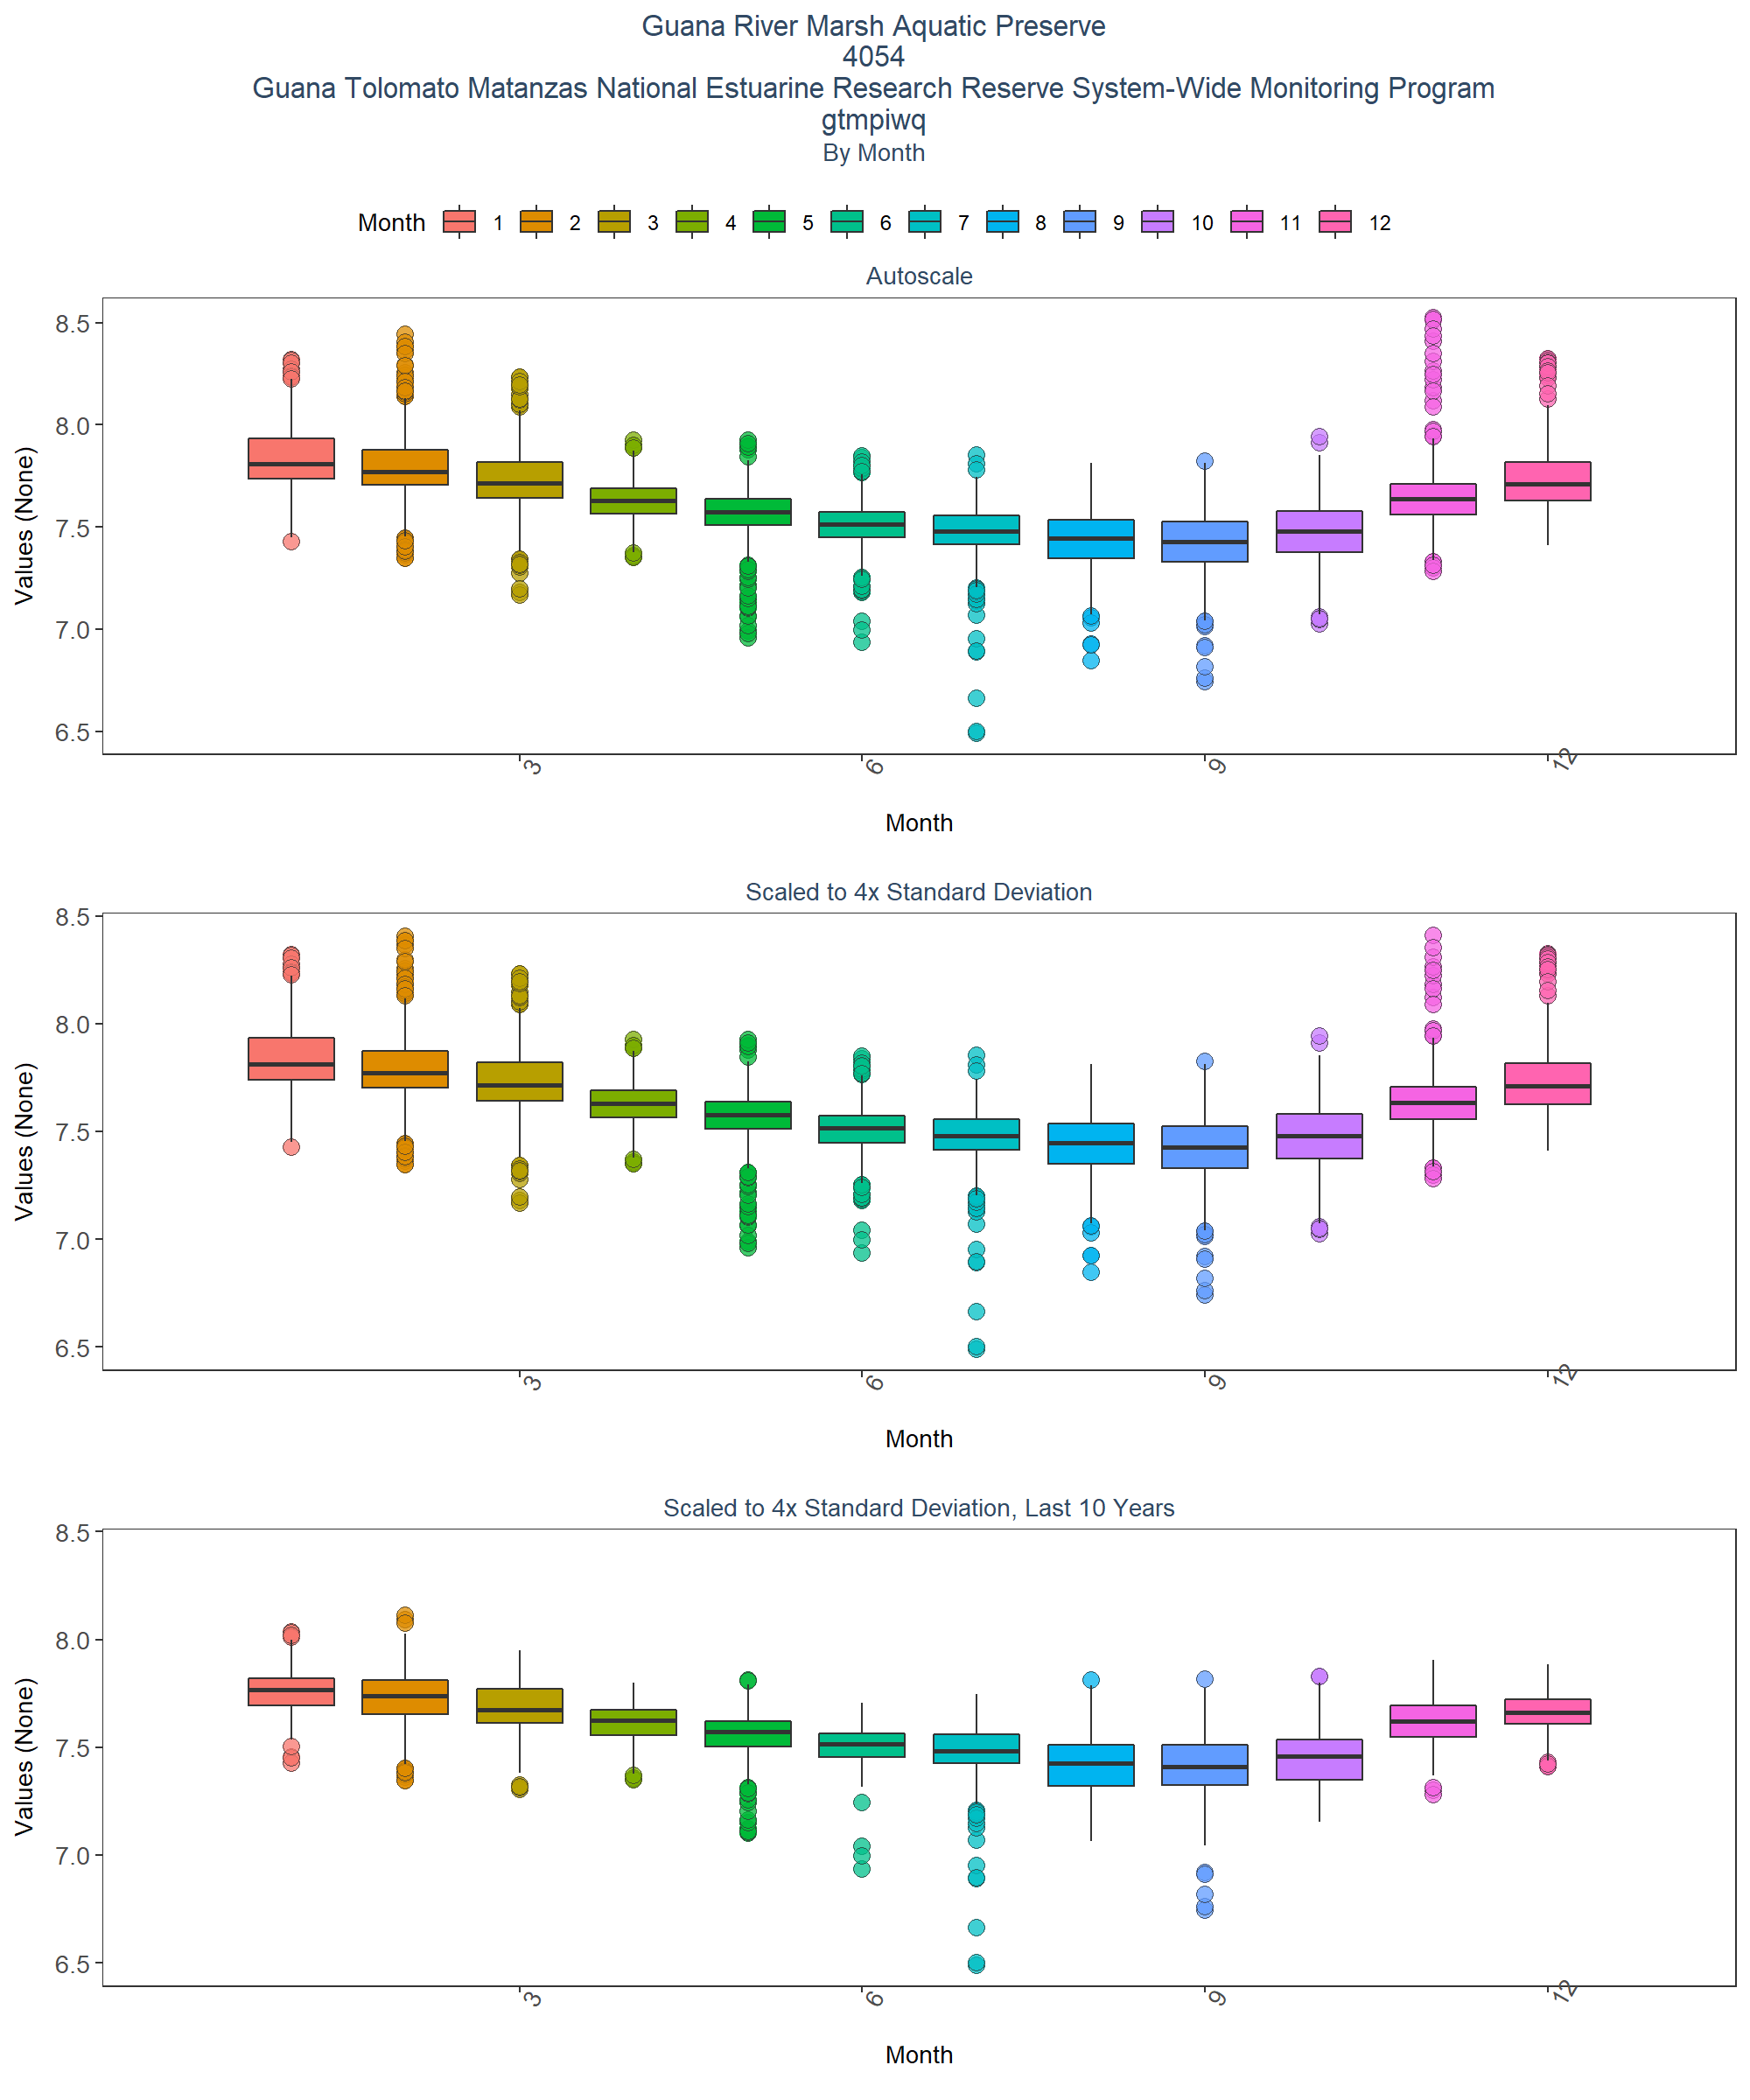 Guana River Marsh Aquatic Preserve
4054
Guana Tolomato Matanzas National Estuarine Research Reserve System-Wide Monitoring Program
gtmpiwq
By Month
Month 1 2 3 4 5 6 7 8 9 10 11 12
Autoscale
Values (None)
8.5
8.0
7.5
7.0
6.5
3 6 9 12
Month
Scaled to 4x Standard Deviation
Values (None)
8.5
8.0
7.5
7.0
6.5
3 6 9 12
Month
Scaled to 4x Standard Deviation, Last 10 Years
Values (None)
8.5
8.0
7.5
7.0
6.5
3 6 9 12
Month